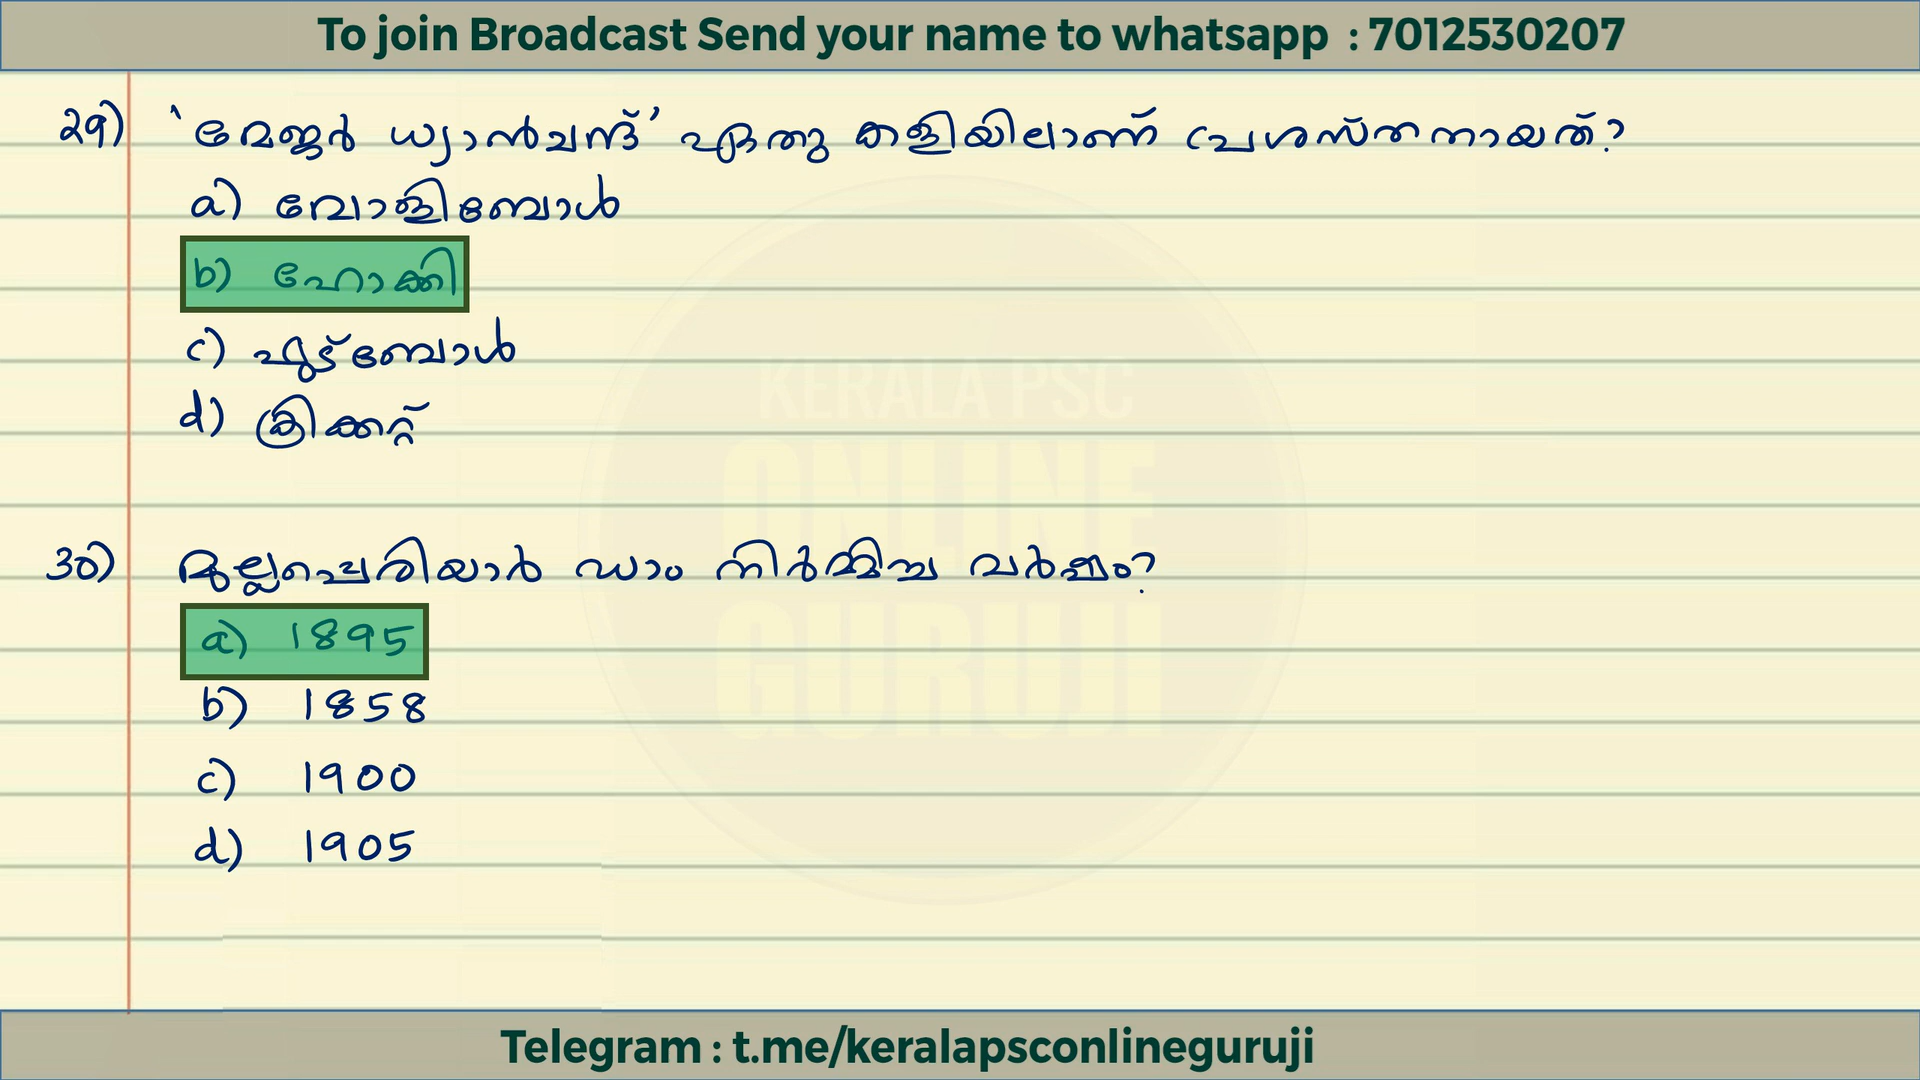 To join Broadcast Send your name to whatsapp : 7012530207
29) 'മേജർ ധ്യാൻചന്ദ്' ഏതു കളിയിലാണ് പ്രശസ്തനായത്?
a) വോളിബോൾ
b) ഹോക്കി
c) ഫുട്ബോൾ
d) ക്രിക്കറ്റ്
KERALA PSC
ONLINE
GURUJI
30) മുല്ലപ്പെരിയാർ ഡാം നിർമ്മിച്ച വർഷം?
a) 1895
b) 1858
c) 1900
d) 1905
Telegram : t.me/keralapsconlineguruji